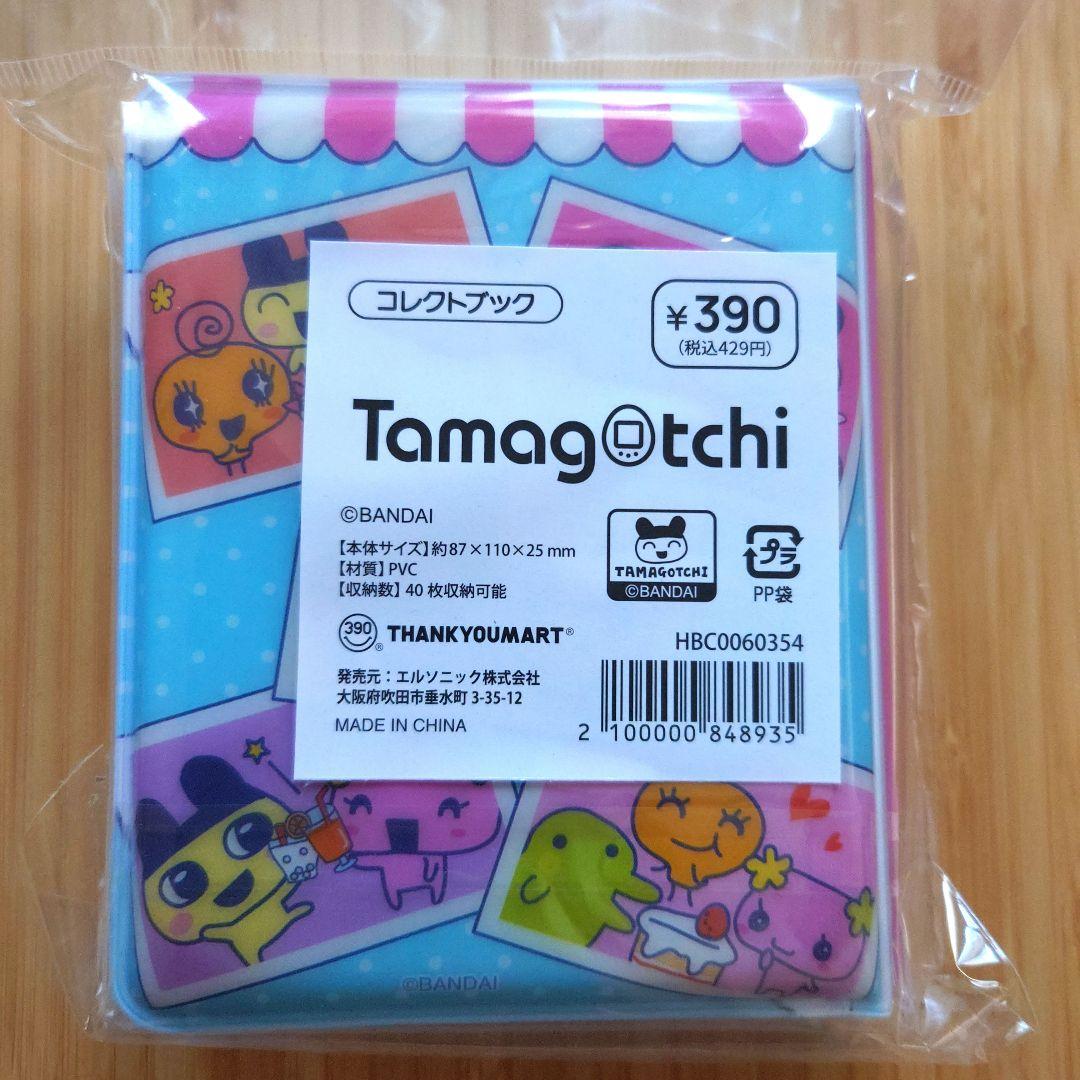 コレクトブック
¥390
(税込429円)
Tamagotchi
©BANDAI
【本体サイズ】約87×110×25mm
【材質】PVC
【収納数】40枚収納可能
TAMAGOTCHI
©BANDAI
プラ
PP袋
390 THANKYOUMART®
HBC0060354
発売元：エルソニック株式会社
大阪府吹田市垂水町3-35-12
MADE IN CHINA
2 100000 848935
©BANDAI